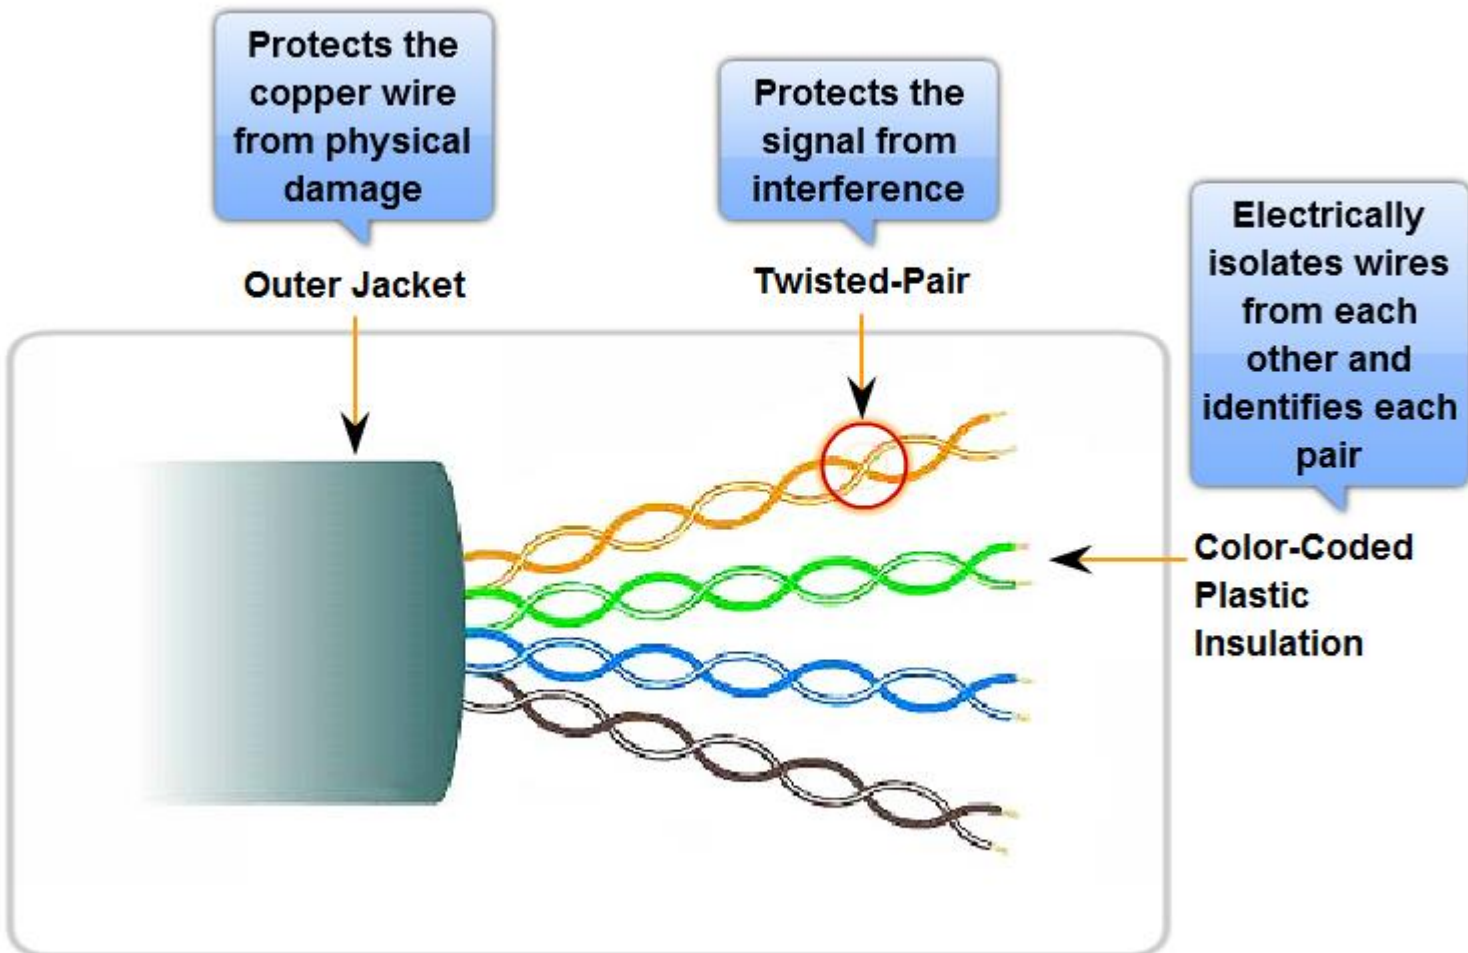 Protects the
copper wire
from physical
damage
Protects the
signal from
interference
Electrically
isolates wires
from each
other and
identifies each
pair
Outer Jacket
Twisted-Pair
Color-Coded
Plastic
Insulation